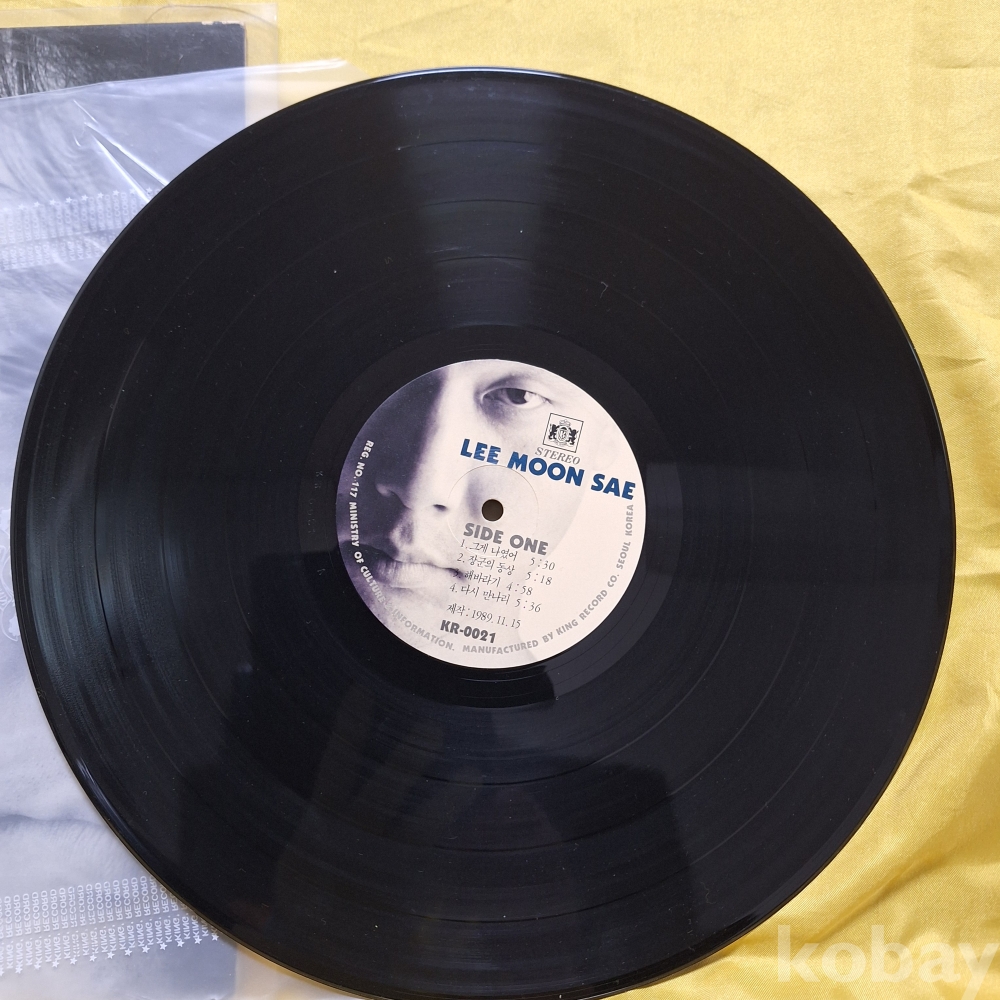 STEREO
LEE MOON SAE
SIDE ONE
1. 그게 나였어 5:30
2. 장군의 동상 5:18
3. 해바라기 4:58
4. 다시 만나리 5:36
제작: 1989. 11. 15
KR-0021
REG. NO. 117 MINISTRY OF CULTURE & INFORMATION. MANUFACTURED BY KING RECORD CO. SEOUL KOREA
KING RECORD
kobay